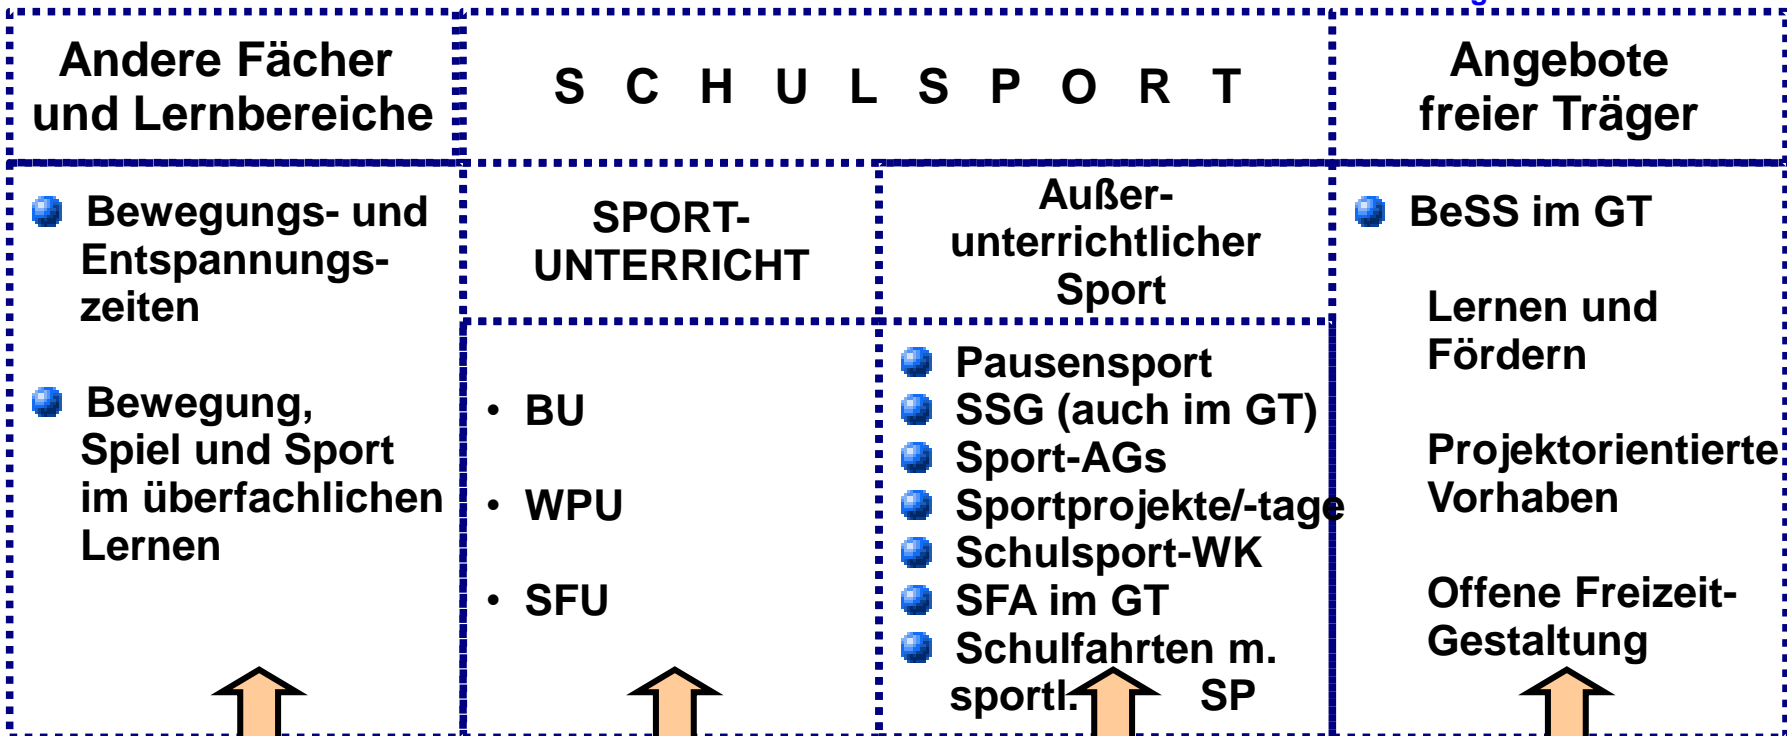 Andere Fächer
und Lernbereiche
S C H U L S P O R T
Angebote
freier Träger
Bewegungs- und
Entspannungs-
zeiten
Bewegung,
Spiel und Sport
im überfachlichen
Lernen
SPORT-
UNTERRICHT
• BU
• WPU
• SFU
Außer-
unterrichtlicher
Sport
Pausensport
SSG (auch im GT)
Sport-AGs
Sportprojekte/-tage
Schulsport-WK
SFA im GT
Schulfahrten m.
sportl. SP
BeSS im GT
Lernen und
Fördern
Projektorientierte
Vorhaben
Offene Freizeit-
Gestaltung